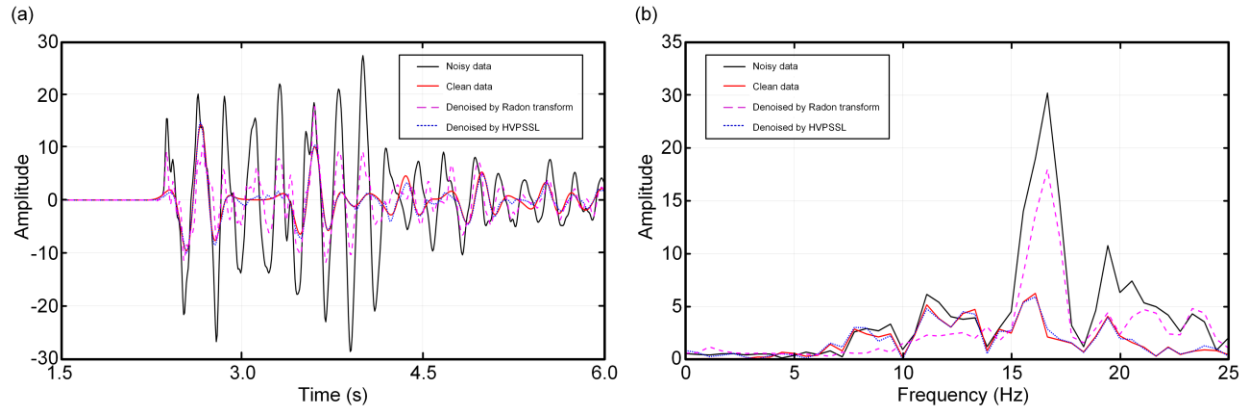 (a)
30
20
10
0
-10
-20
-30
Amplitude
1.5
3.0
4.5
6.0
Time (s)
Noisy data
Clean data
Denoised by Radon transform
Denoised by HVPSSL
(b)
35
30
25
20
15
10
5
0
Amplitude
0
5
10
15
20
25
Frequency (Hz)
Noisy data
Clean data
Denoised by Radon transform
Denoised by HVPSSL